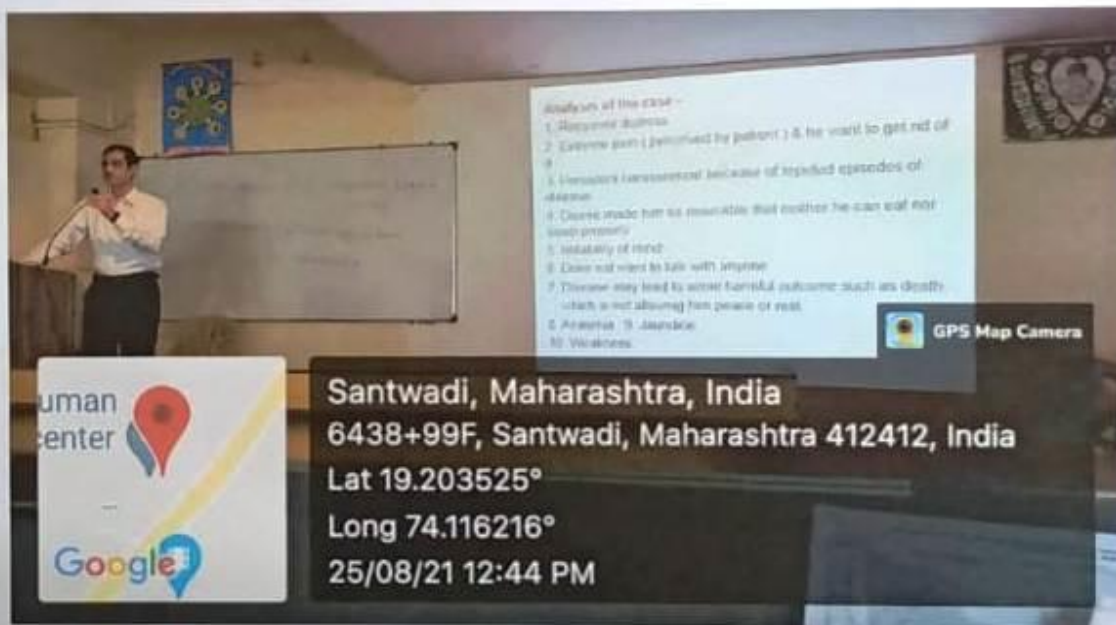 Analysis of the case -
1.
2. Extreme pain ( perceived by patient ) & he want to get rid of
3. Persistent harassment because of repeted episodes of
disease
4. made him so miserable that neither he can eat nor
sleep properly
5. Irritability of mind
6. Does not want to talk with anyone
7. Disease may lead to some harmful outcome such as death,
which is not allowing him peace or rest.
8. Anaemia 9. Jaundice
10. Weakness
GPS Map Camera
uman
enter
Google
Santwadi, Maharashtra, India
6438+99F, Santwadi, Maharashtra 412412, India
Lat 19.203525°
Long 74.116216°
25/08/21 12:44 PM